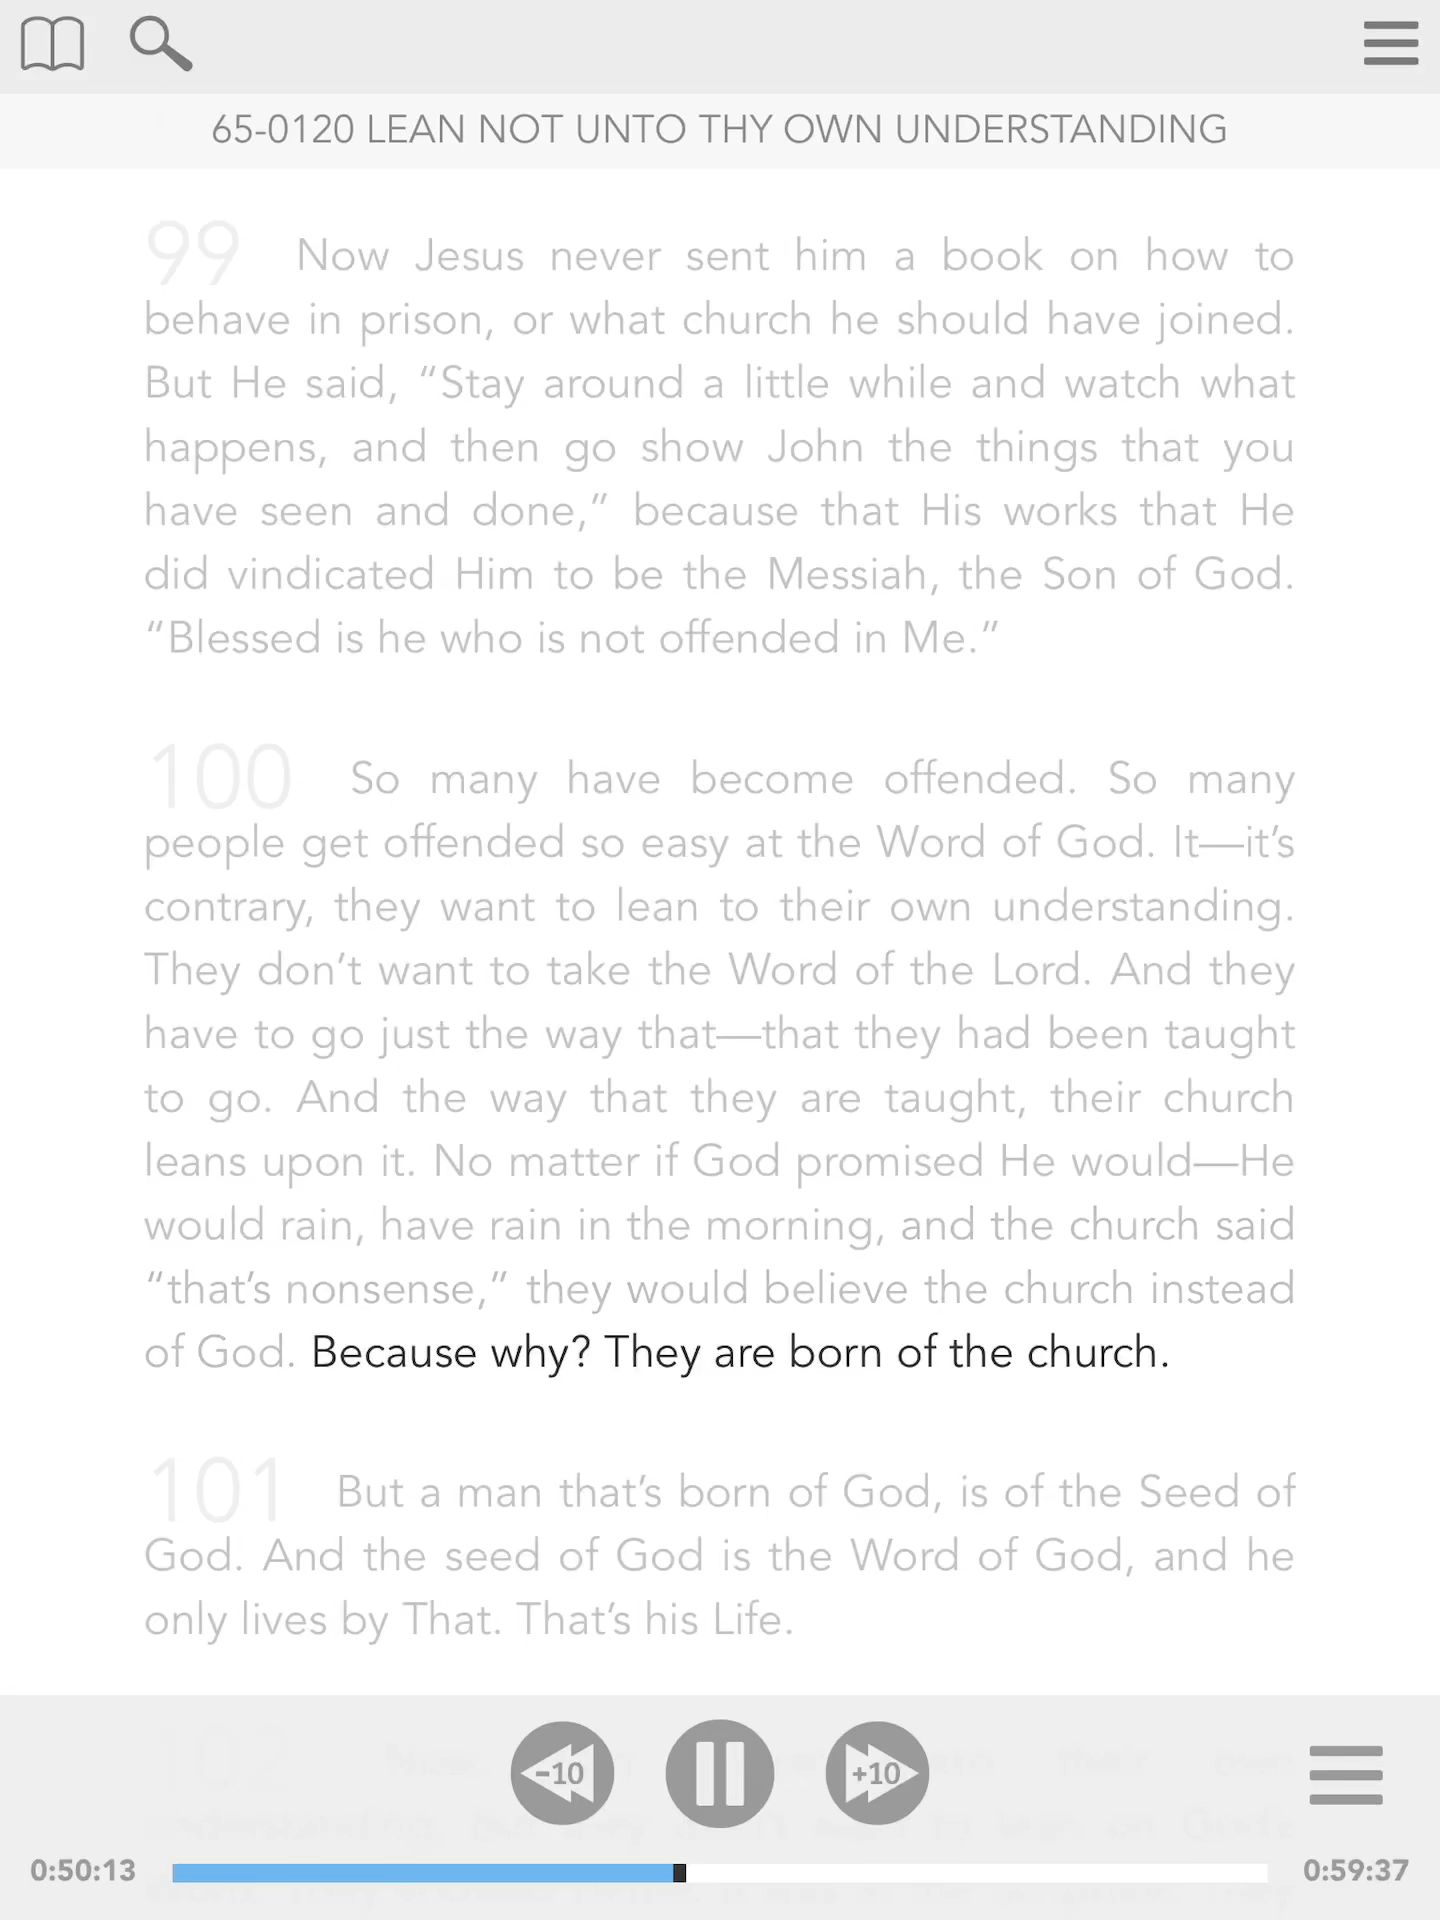 65-0120 LEAN NOT UNTO THY OWN UNDERSTANDING
99 Now Jesus never sent him a book on how to
behave in prison, or what church he should have joined.
But He said, “Stay around a little while and watch what
happens, and then go show John the things that you
have seen and done,” because that His works that He
did vindicated Him to be the Messiah, the Son of God.
“Blessed is he who is not offended in Me.”
100 So many have become offended. So many
people get offended so easy at the Word of God. It—it’s
contrary, they want to lean to their own understanding.
They don’t want to take the Word of the Lord. And they
have to go just the way that—that they had been taught
to go. And the way that they are taught, their church
leans upon it. No matter if God promised He would—He
would rain, have rain in the morning, and the church said
“that’s nonsense,” they would believe the church instead
of God. Because why? They are born of the church.
101 But a man that’s born of God, is of the Seed of
God. And the seed of God is the Word of God, and he
only lives by That. That’s his Life.
-10 +10
0:50:13 0:59:37